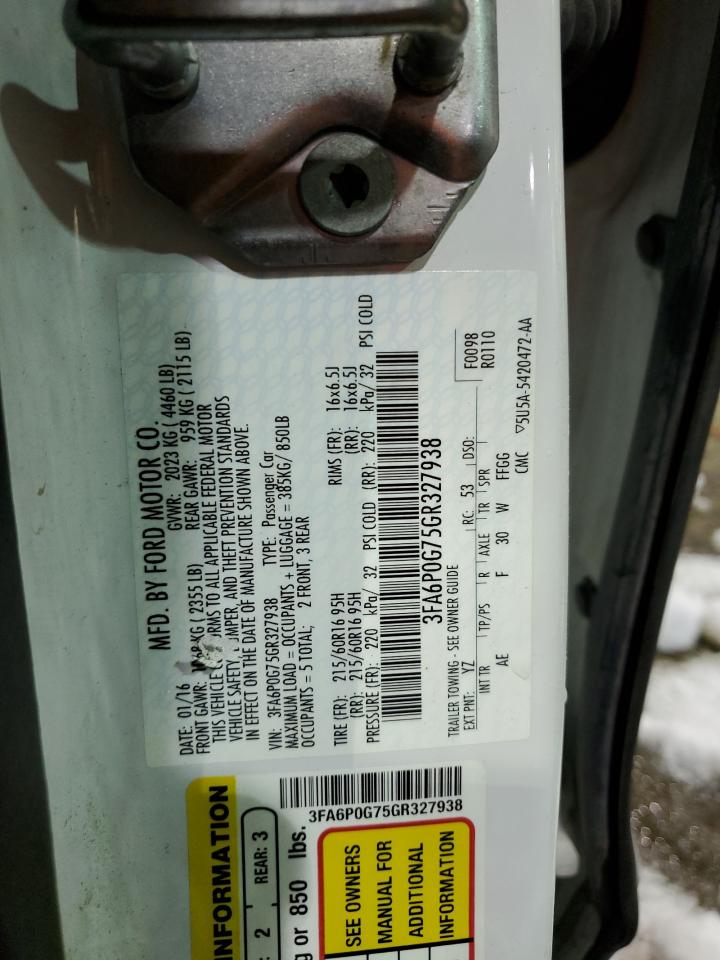 MFD. BY FORD MOTOR CO.
DATE: 01/16 GVWR: 2023 KG ( 4460 LB)
FRONT GAWR: KG ( 2355 LB) REAR GAWR: 959 KG ( 2115 LB)
THIS VEHICLE TO ALL APPLICABLE FEDERAL MOTOR
VEHICLE SAFETY, AND THEFT PREVENTION STANDARDS
IN EFFECT ON THE DATE OF MANUFACTURE SHOWN ABOVE.
VIN: 3FA6P0G75GR327938 TYPE: Passenger Car
MAXIMUM LOAD = OCCUPANTS + LUGGAGE = 385KG/ 850LB
OCCUPANTS = 5 TOTAL; 2 FRONT, 3 REAR
TIRE (FR): 215/60R16 95H RIMS (FR): 16x6.5J
(RR): 215/60R16 95H (RR): 16x6.5J
PRESSURE (FR): 220 kPa/ 32 PSI COLD (RR): 220 kPa/ 32 PSI COLD
3FA6P0G75GR327938
TRAILER TOWING - SEE OWNER GUIDE F0098
EXT PNT: YZ RC: 53 DSO: R0110
INT TR TP/PS R AXLE TR SPR
AE F 30 W FFGG
CMC ▽5U5A-5420472-AA
INFORMATION
2 REAR: 3
g or 850 lbs.
3FA6P0G75GR327938
SEE OWNERS
MANUAL FOR
ADDITIONAL
INFORMATION